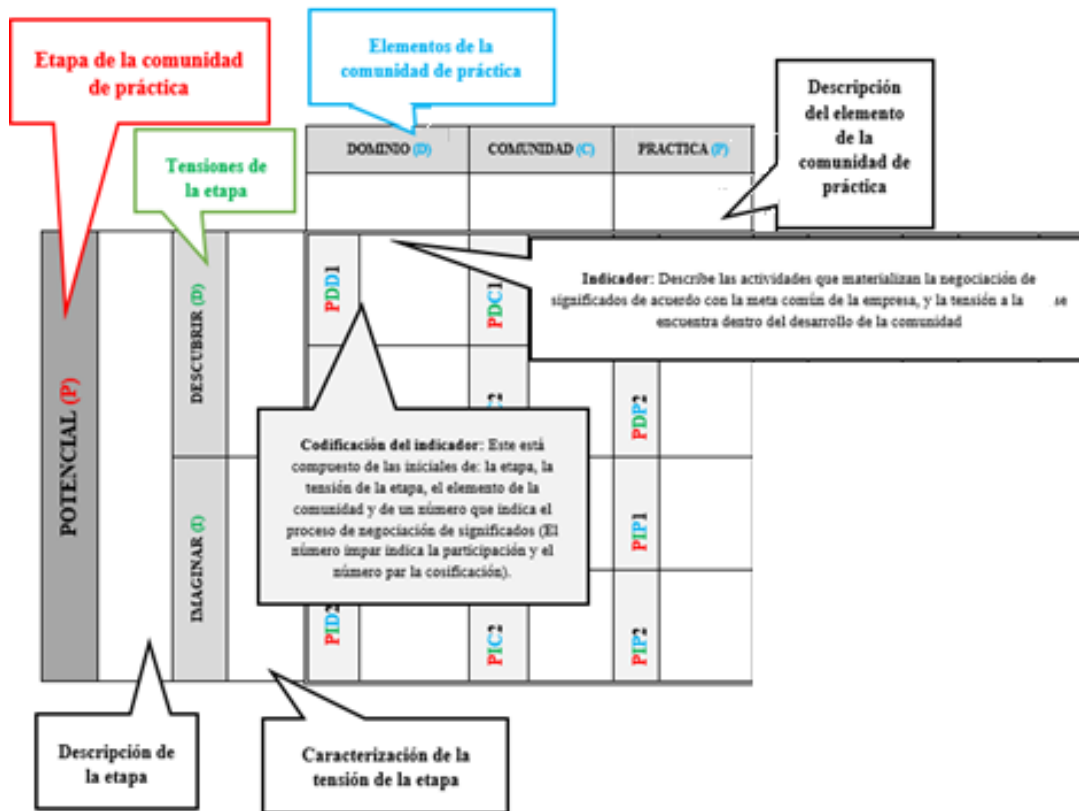 Etapa de la comunidad
de práctica
Elementos de la
comunidad de práctica
Descripción
del elemento
de la
comunidad de
práctica
Tensiones de
la etapa
DOMINIO (D)
COMUNIDAD (C)
PRACTICA (P)
POTENCIAL (P)
DESCUBRIR (D)
PDD1
PDC1
Indicador: Describe las actividades que materializan la negociación de
significados de acuerdo con la meta común de la empresa, y la tensión a la se
encuentra dentro del desarrollo de la comunidad
C2
PDP2
Codificación del indicador: Este está
compuesto de las iniciales de: la etapa, la
tensión de la etapa, el elemento de la
comunidad y de un número que indica el
proceso de negociación de significados (El
número impar indica la participación y el
número par la cosificación).
IMAGINAR (I)
PIP1
PID2
PIC2
PIP2
Descripción de
la etapa
Caracterización de la
tensión de la etapa